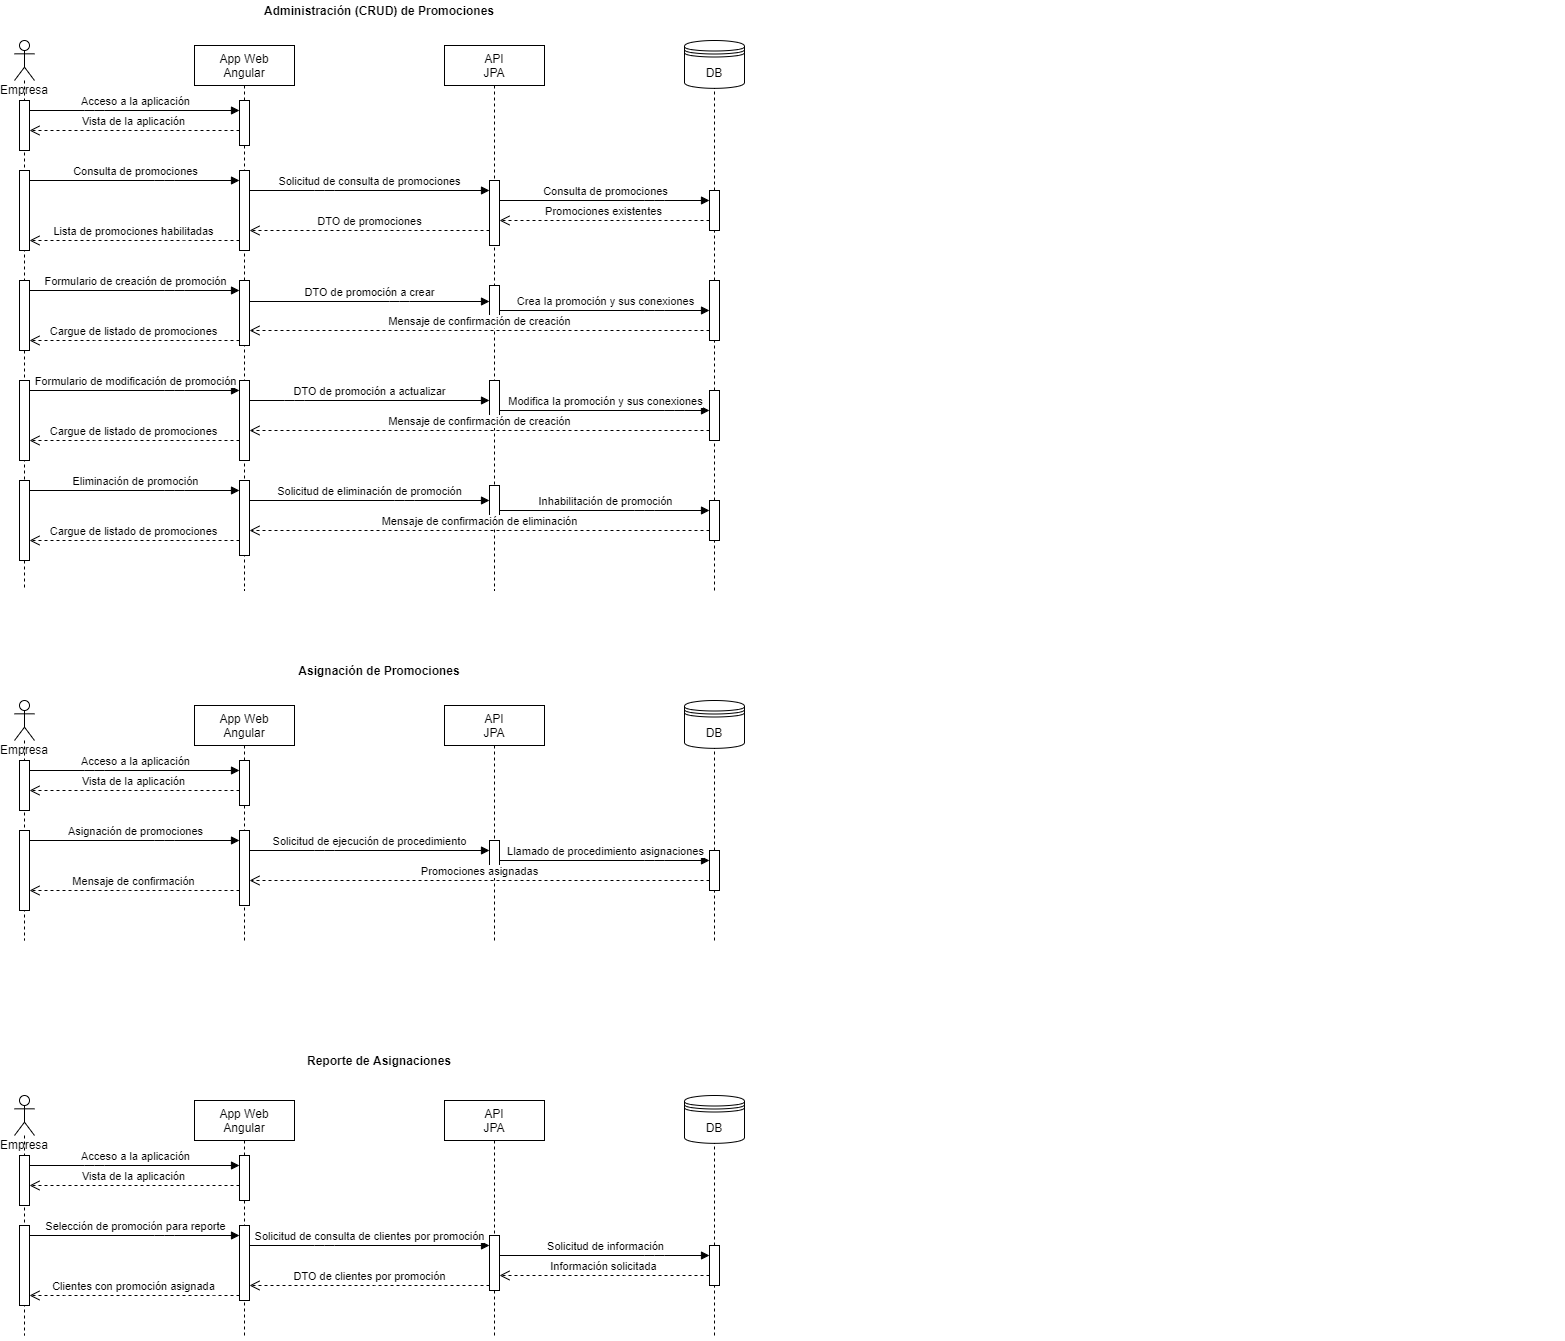 Administración (CRUD) de Promociones
Empresa
App Web
Angular
API
JPA
DB
Acceso a la aplicación
Vista de la aplicación
Consulta de promociones
Solicitud de consulta de promociones
Consulta de promociones
Promociones existentes
DTO de promociones
Lista de promociones habilitadas
Formulario de creación de promoción
DTO de promoción a crear
Crea la promoción y sus conexiones
Mensaje de confirmación de creación
Cargue de listado de promociones
Formulario de modificación de promoción
DTO de promoción a actualizar
Modifica la promoción y sus conexiones
Mensaje de confirmación de creación
Cargue de listado de promociones
Eliminación de promoción
Solicitud de eliminación de promoción
Inhabilitación de promoción
Mensaje de confirmación de eliminación
Cargue de listado de promociones
Asignación de Promociones
Empresa
App Web
Angular
API
JPA
DB
Acceso a la aplicación
Vista de la aplicación
Asignación de promociones
Solicitud de ejecución de procedimiento
Llamado de procedimiento asignaciones
Promociones asignadas
Mensaje de confirmación
Reporte de Asignaciones
Empresa
App Web
Angular
API
JPA
DB
Acceso a la aplicación
Vista de la aplicación
Selección de promoción para reporte
Solicitud de consulta de clientes por promoción
Solicitud de información
Información solicitada
DTO de clientes por promoción
Clientes con promoción asignada